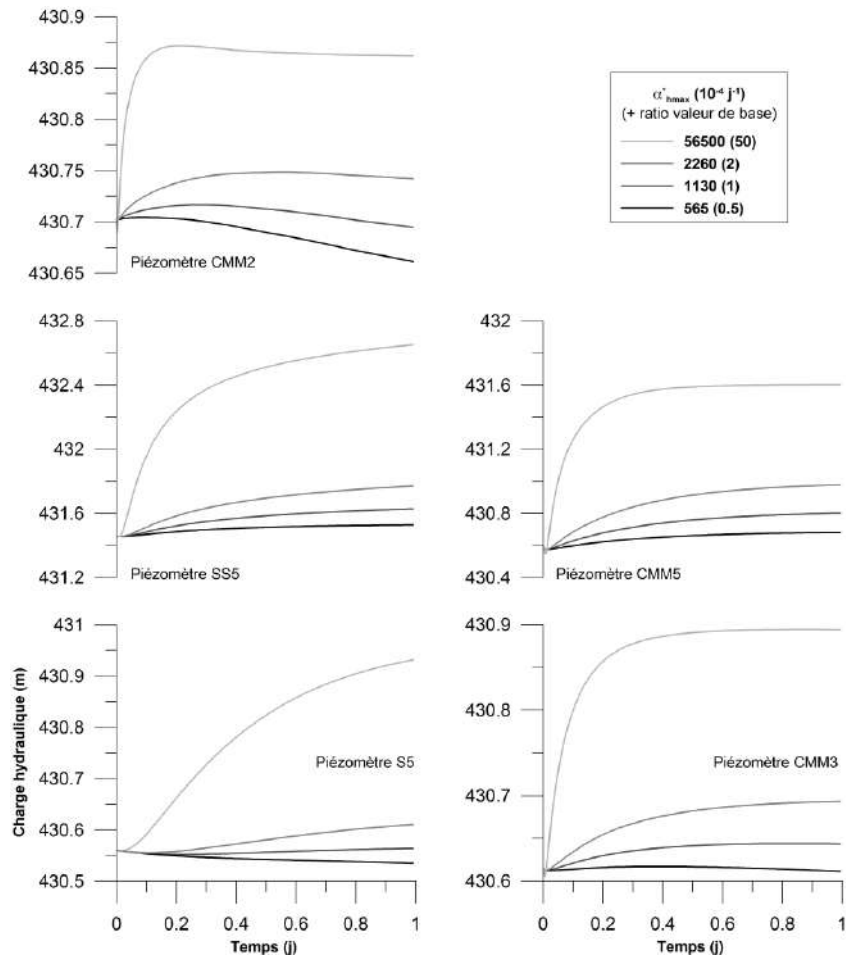 430.9
430.85
430.8
430.75
430.7
430.65
Piézomètre CMM2
α*hmax (10⁻⁴ j⁻¹)
(+ ratio valeur de base)
56500 (50)
2260 (2)
1130 (1)
565 (0.5)
432.8
432.4
432
431.6
431.2
Piézomètre SS5
432
431.6
431.2
430.8
430.4
Piézomètre CMM5
Charge hydraulique (m)
431
430.9
430.8
430.7
430.6
430.5
Piézomètre S5
0 0.2 0.4 0.6 0.8 1
Temps (j)
430.9
430.8
430.7
430.6
Piézomètre CMM3
0 0.2 0.4 0.6 0.8 1
Temps (j)